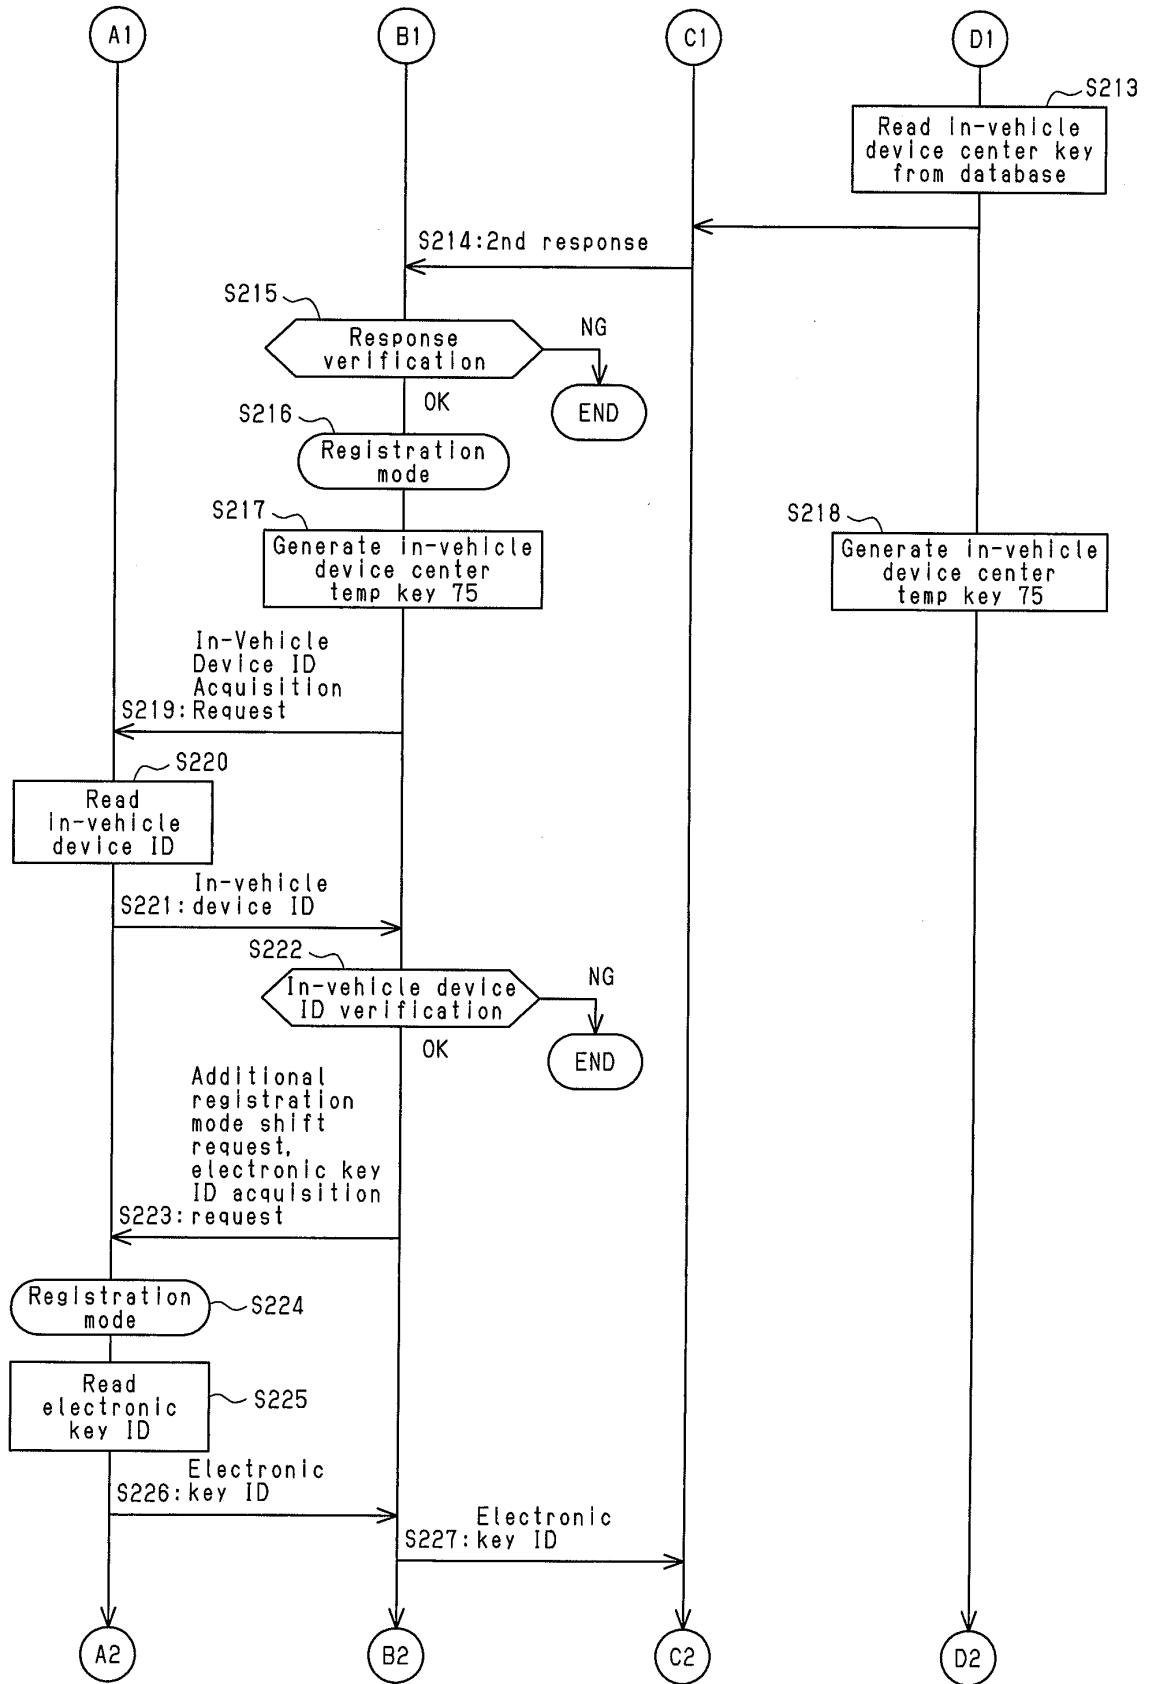 A1
B1
C1
D1
S213
Read in-vehicle
device center key
from database
S214:2nd response
S215
Response
verification
NG
OK
END
S216
Registration
mode
S217
Generate in-vehicle
device center
temp key 75
S218
Generate in-vehicle
device center
temp key 75
In-Vehicle
Device ID
Acquisition
S219:Request
S220
Read
in-vehicle
device ID
In-vehicle
S221:device ID
S222
In-vehicle device
ID verification
NG
OK
END
Additional
registration
mode shift
request,
electronic key
ID acquisition
S223:request
Registration
mode
S224
Read
electronic
key ID
S225
Electronic
S226:key ID
Electronic
S227:key ID
A2
B2
C2
D2